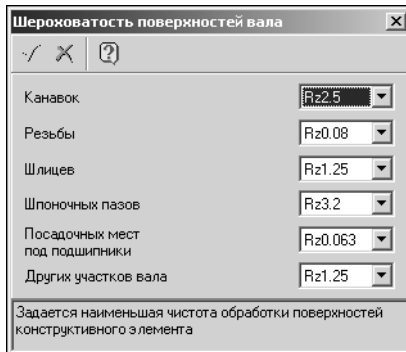 Шероховатость поверхностей вала
Канавок Rz2.5
Резьбы Rz0.08
Шлицев Rz1.25
Шпоночных пазов Rz3.2
Посадочных мест
под подшипники Rz0.063
Других участков вала Rz1.25
Задается наименьшая чистота обработки поверхностей
конструктивного элемента